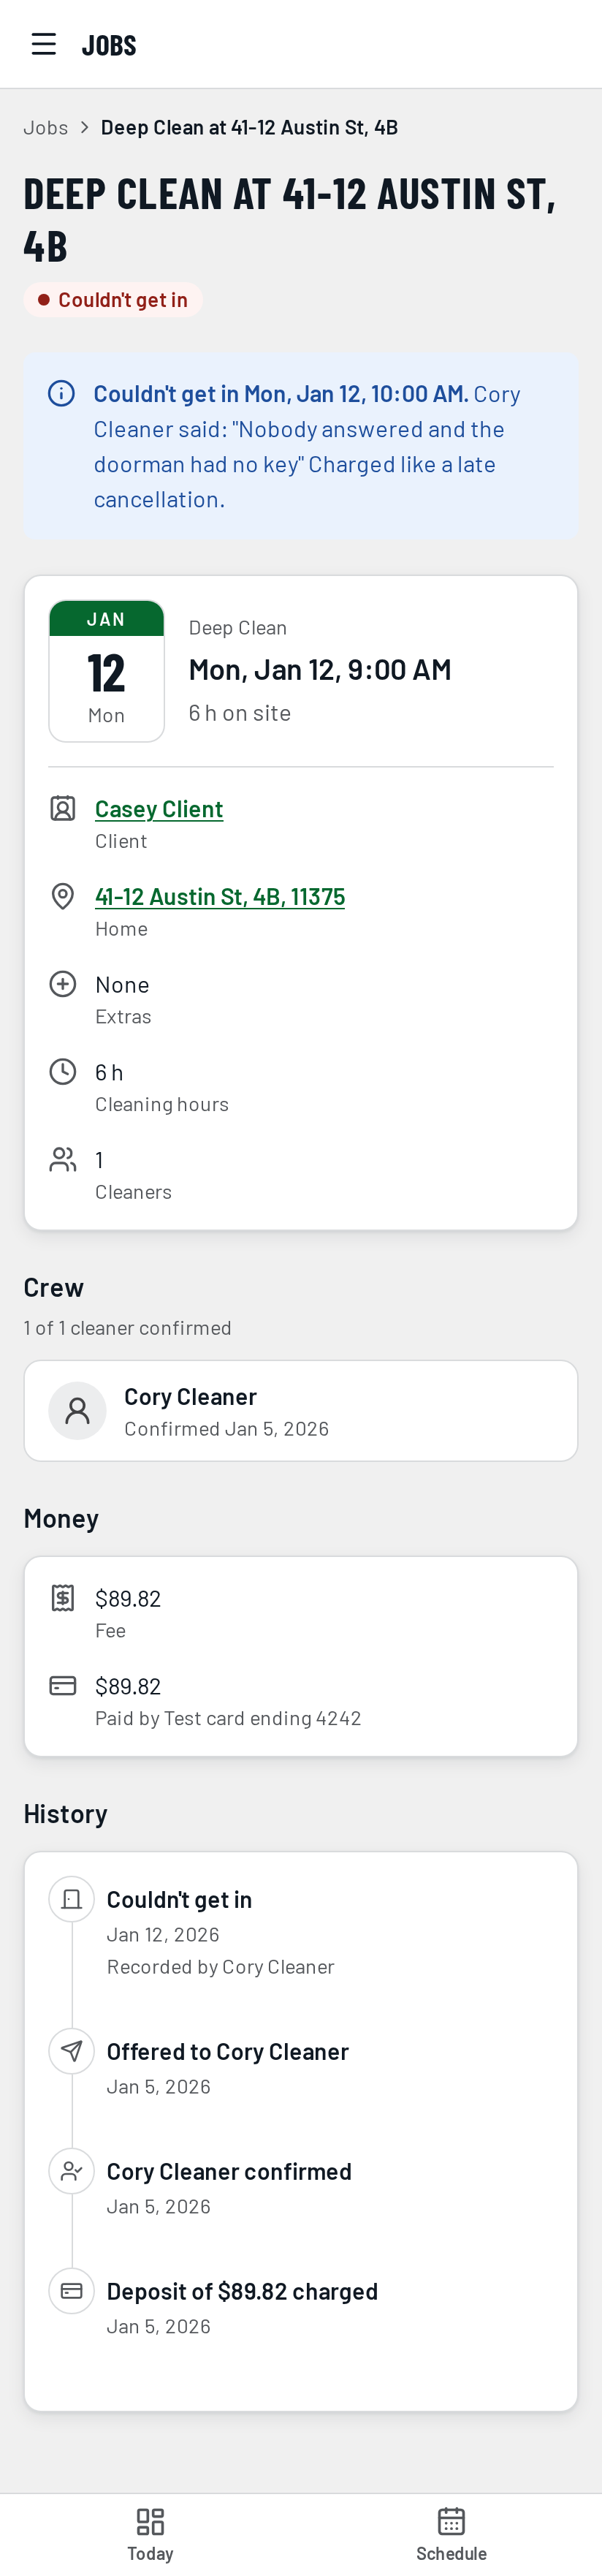 JOBS
Jobs > Deep Clean at 41-12 Austin St, 4B
DEEP CLEAN AT 41-12 AUSTIN ST,
4B
Couldn't get in
Couldn't get in Mon, Jan 12, 10:00 AM. Cory
Cleaner said: "Nobody answered and the
doorman had no key" Charged like a late
cancellation.
JAN
12
Mon
Deep Clean
Mon, Jan 12, 9:00 AM
6 h on site
Casey Client
Client
41-12 Austin St, 4B, 11375
Home
None
Extras
6 h
Cleaning hours
1
Cleaners
Crew
1 of 1 cleaner confirmed
Cory Cleaner
Confirmed Jan 5, 2026
Money
$89.82
Fee
$89.82
Paid by Test card ending 4242
History
Couldn't get in
Jan 12, 2026
Recorded by Cory Cleaner
Offered to Cory Cleaner
Jan 5, 2026
Cory Cleaner confirmed
Jan 5, 2026
Deposit of $89.82 charged
Jan 5, 2026
Today
Schedule